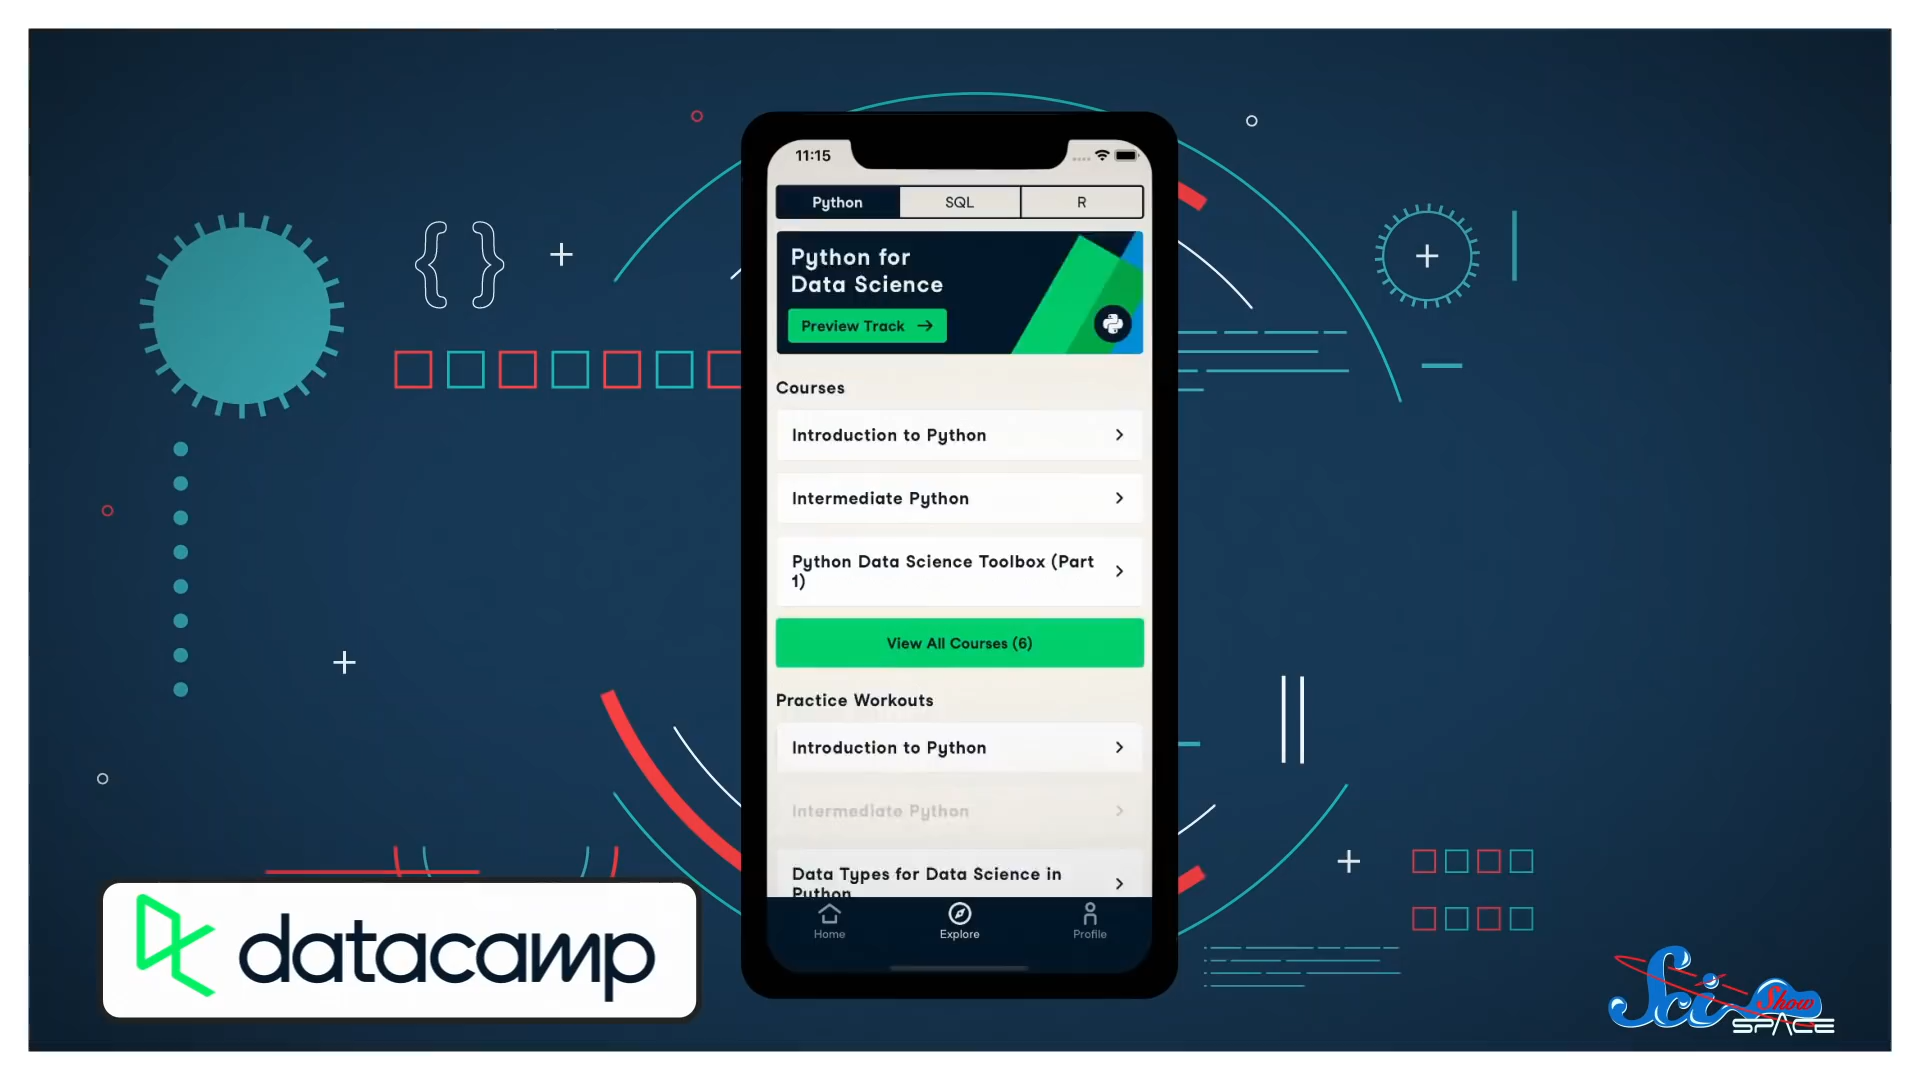 11:15
Python
SQL
R
Python for
Data Science
Preview Track
Courses
Introduction to Python
Intermediate Python
Python Data Science Toolbox (Part
1)
View All Courses (6)
Practice Workouts
Introduction to Python
Intermediate Python
Data Types for Data Science in
Python
Home
Explore
Profile
datacamp
Sci
Show
SPACE